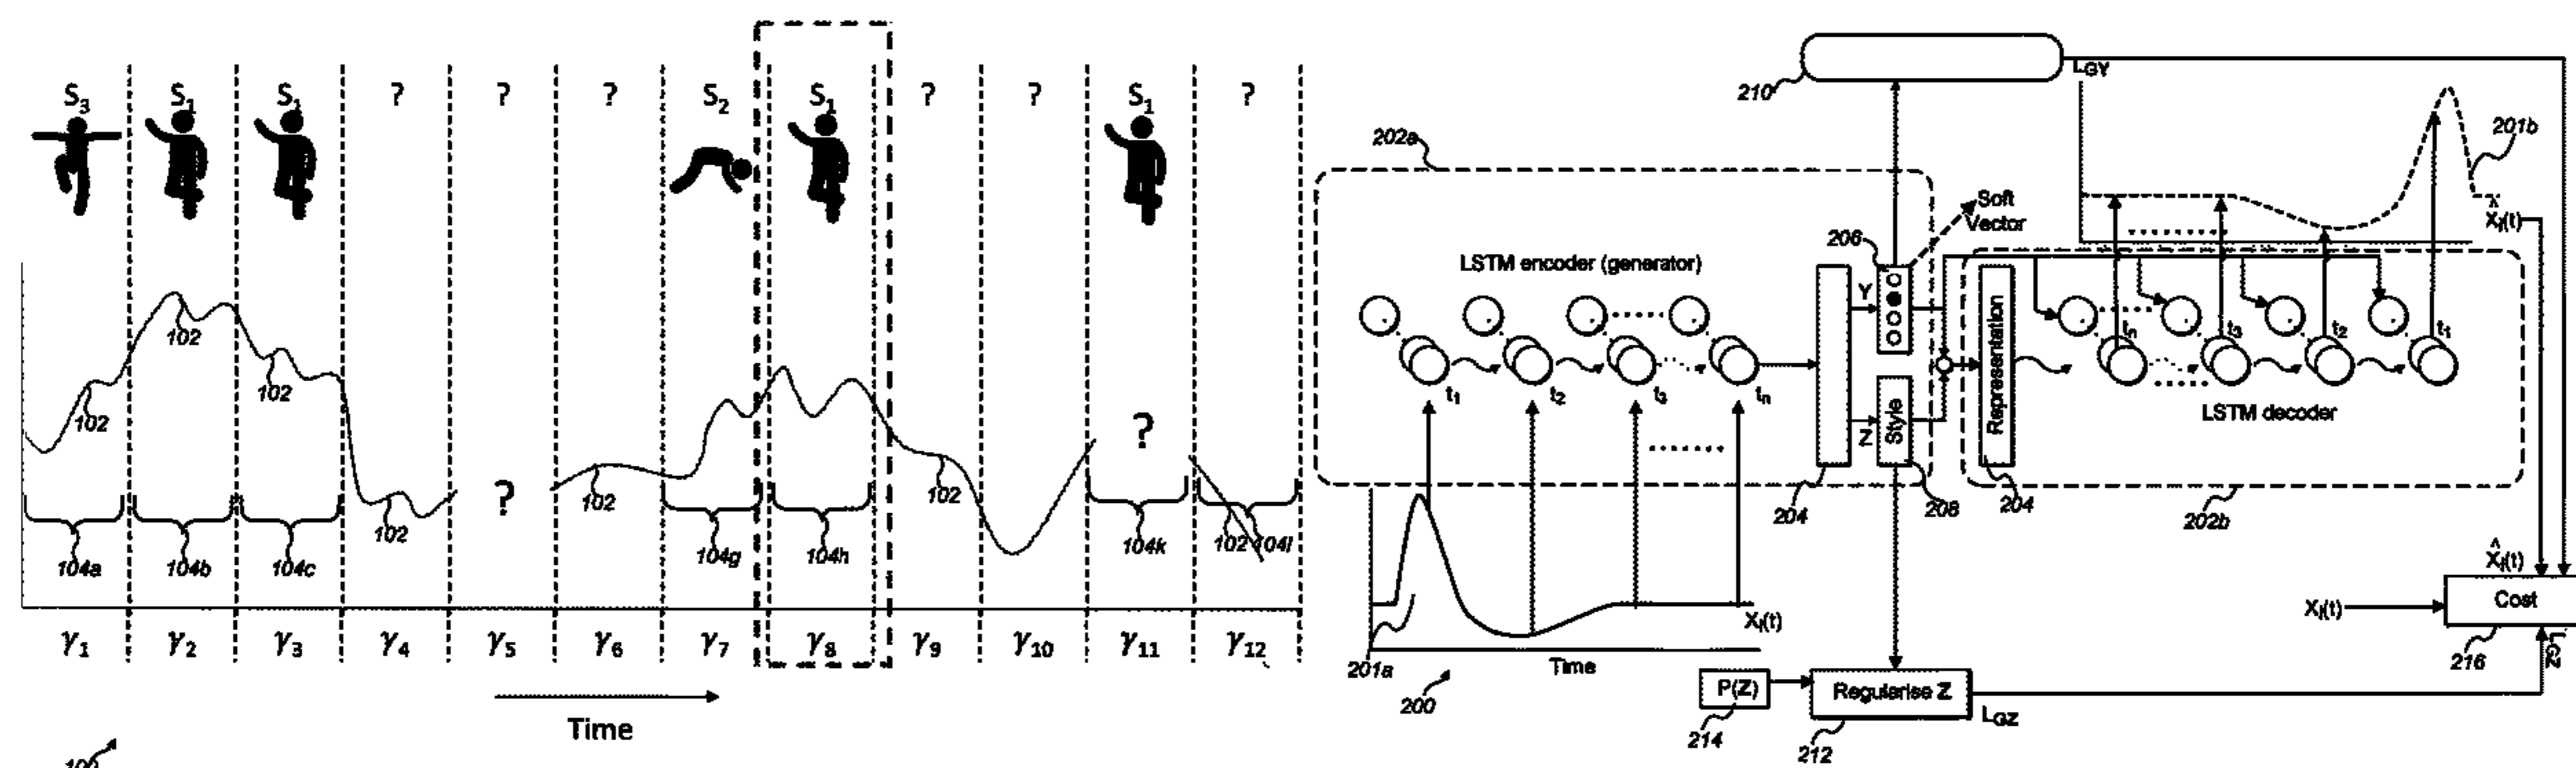 S3 S1 S1 ? ? ? S2 S1 ? ? S1 ?
102 102 102 102 ? 102 102 ? 102
104a 104b 104c 104g 104h 104k 104l
γ1 γ2 γ3 γ4 γ5 γ6 γ7 γ8 γ9 γ10 γ11 γ12
Time
210
LGY
202a
201b
Soft
Vector
206
X̂i(t)
LSTM encoder (generator)
Y
t1 t2 t3 tn
Z
Style
Representation
tn t3 t2 t1
LSTM decoder
204 208 204 202b
Xi(t)
Time
201a
200
P(Z)
214
Regularise Z
212
LGZ
X̂i(t)
Xi(t)
Cost
216
LGZ